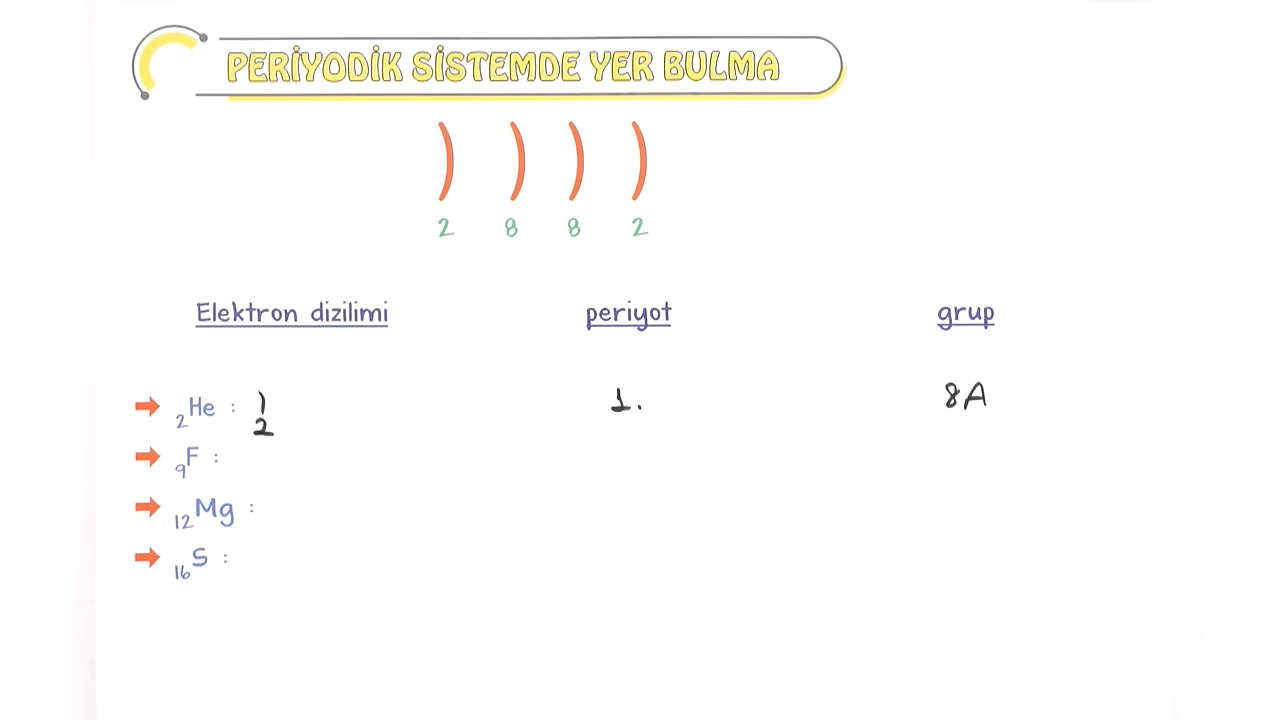 PERİYODİK SİSTEMDE YER BULMA
) ) ) )
2 8 8 2
Elektron dizilimi periyot grup
→ ₂He : ) 1. 8A
2
→ ₉F :
→ ₁₂Mg :
→ ₁₆S :